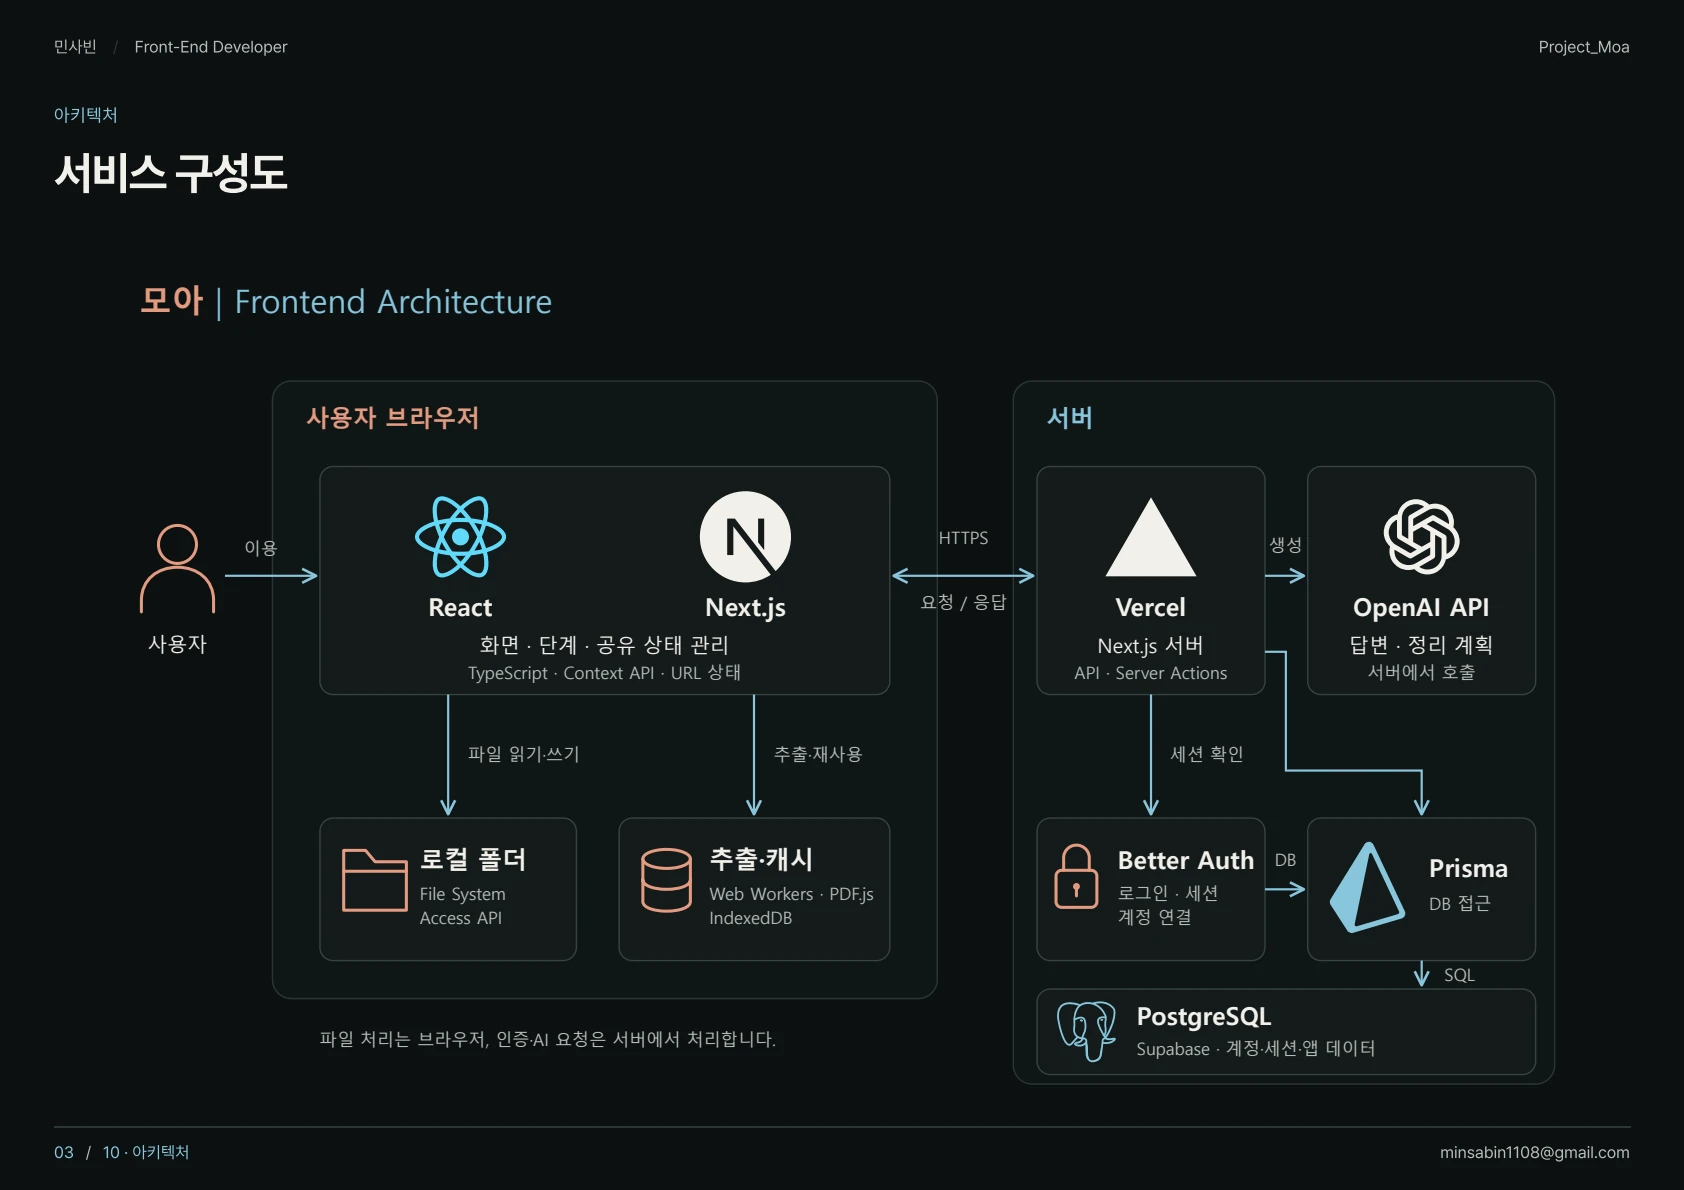 민사빈 / Front-End Developer
Project_Moa
아키텍처
서비스 구성도
모아 | Frontend Architecture
사용자 브라우저
서버
이용
사용자
React
Next.js
화면 · 단계 · 공유 상태 관리
TypeScript · Context API · URL 상태
HTTPS
요청 / 응답
Vercel
Next.js 서버
API · Server Actions
생성
OpenAI API
답변 · 정리 계획
서버에서 호출
파일 읽기·쓰기
추출·재사용
세션 확인
로컬 폴더
File System
Access API
추출·캐시
Web Workers · PDF.js
IndexedDB
Better Auth
로그인 · 세션
계정 연결
DB
Prisma
DB 접근
SQL
PostgreSQL
Supabase · 계정·세션·앱 데이터
파일 처리는 브라우저, 인증·AI 요청은 서버에서 처리합니다.
03 / 10 · 아키텍처
minsabin1108@gmail.com